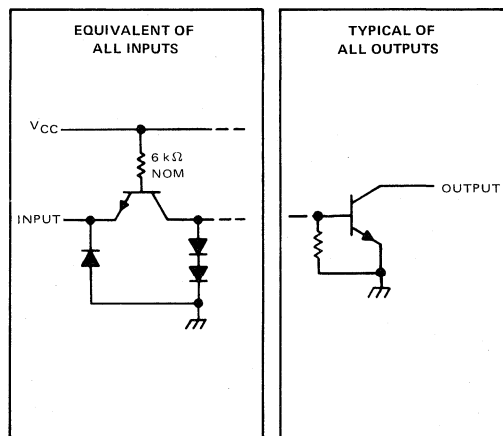 EQUIVALENT OF
ALL INPUTS
VCC
6 kΩ
NOM
INPUT
TYPICAL OF
ALL OUTPUTS
OUTPUT